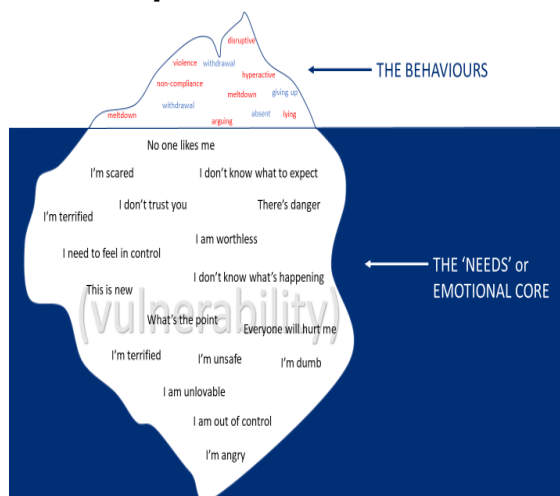 disruptive
violence
withdrawal
hyperactive
non-compliance
meltdown
giving up
withdrawal
meltdown
arguing
absent
lying
THE BEHAVIOURS
No one likes me
I'm scared
I don't know what to expect
I don't trust you
There's danger
I'm terrified
I am worthless
I need to feel in control
I don't know what's happening
This is new
(vulnerability)
What's the point
Everyone will hurt me
I'm terrified
I'm unsafe
I'm dumb
I am unlovable
I am out of control
I'm angry
THE 'NEEDS' or
EMOTIONAL CORE